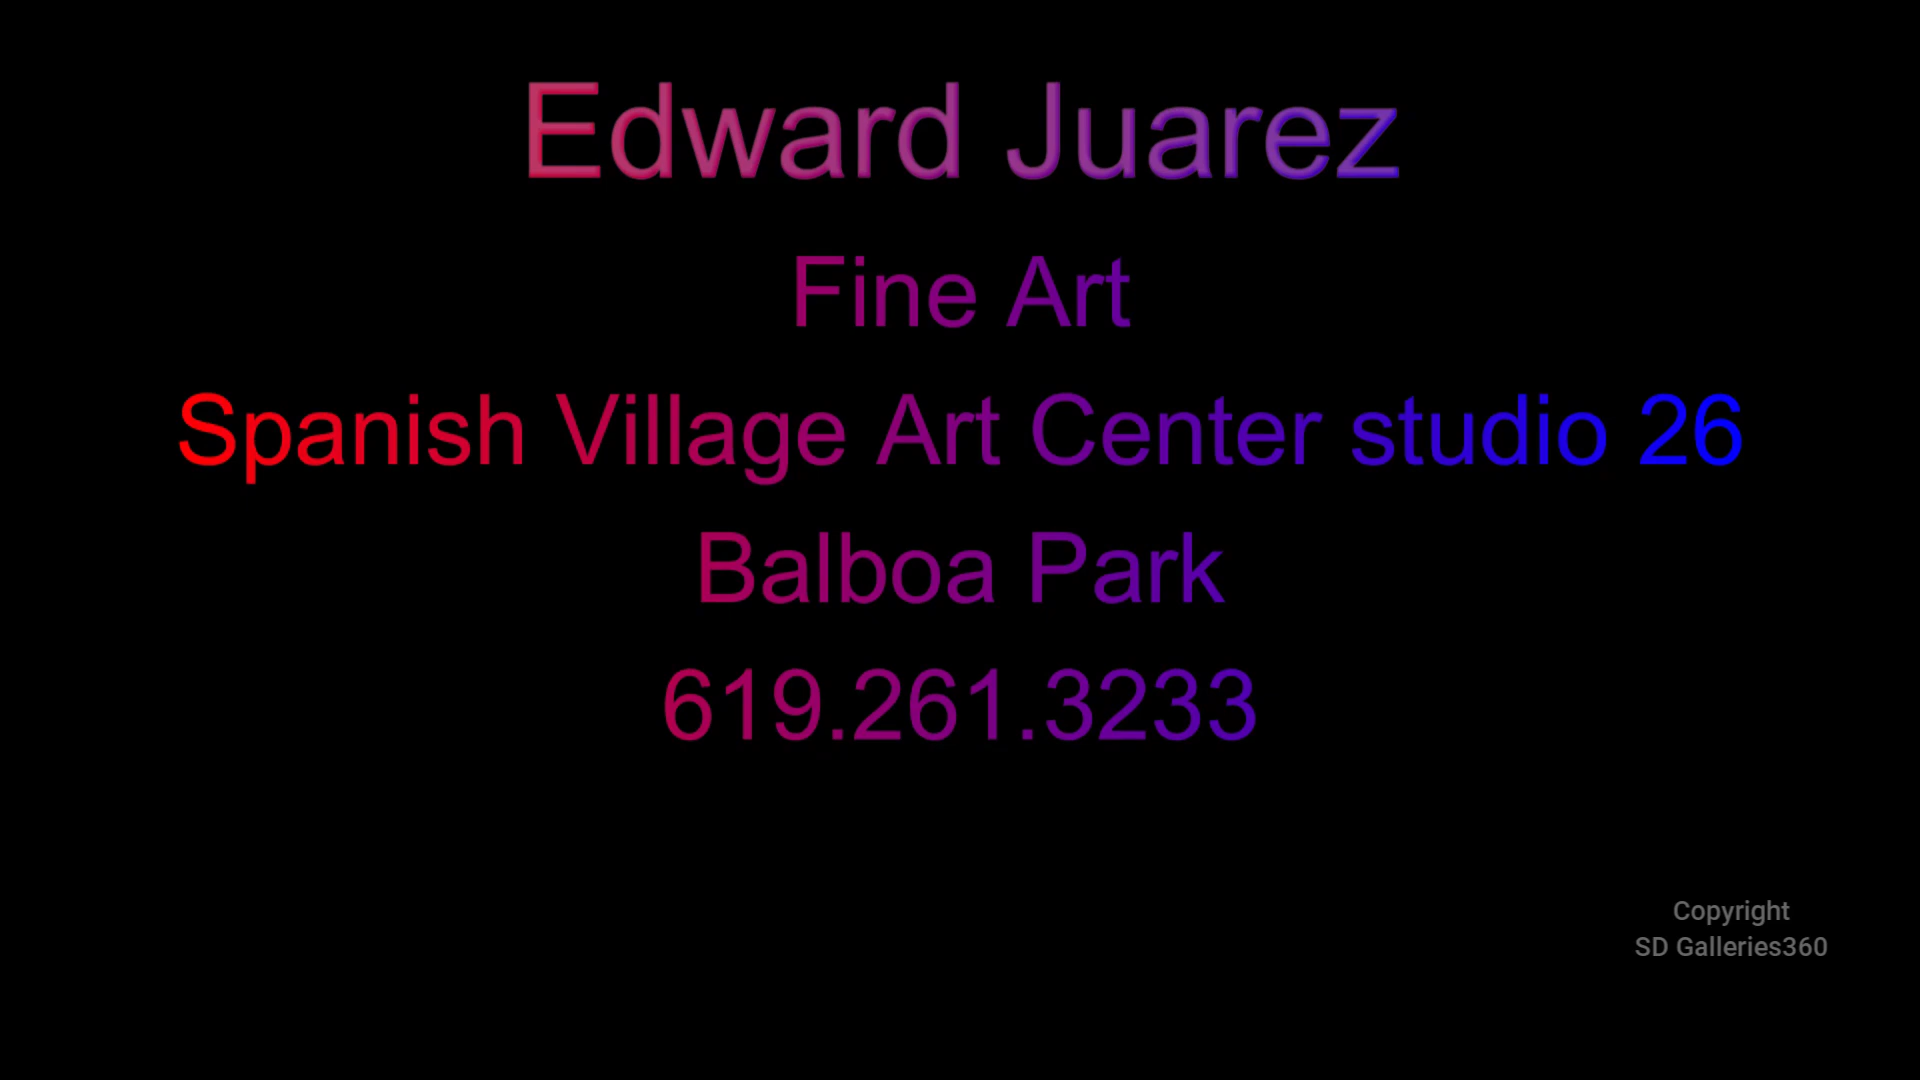 Edward Juarez
Fine Art
Spanish Village Art Center studio 26
Balboa Park
619.261.3233
Copyright
SD Galleries360